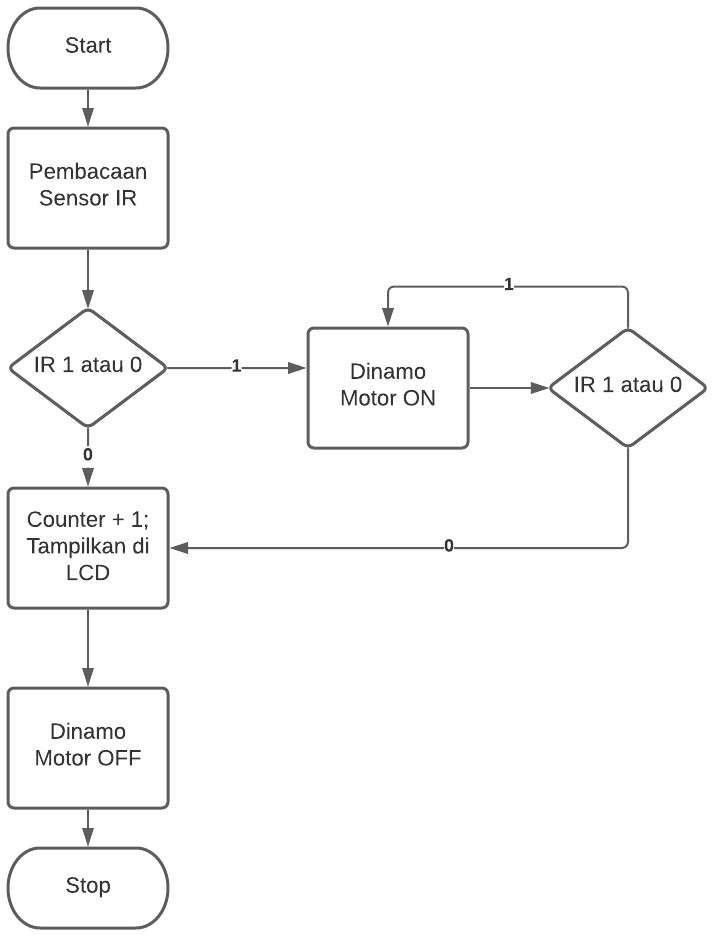 Start
Pembacaan
Sensor IR
IR 1 atau 0
1
Dinamo
Motor ON
IR 1 atau 0
1
0
0
Counter + 1;
Tampilkan di
LCD
Dinamo
Motor OFF
Stop